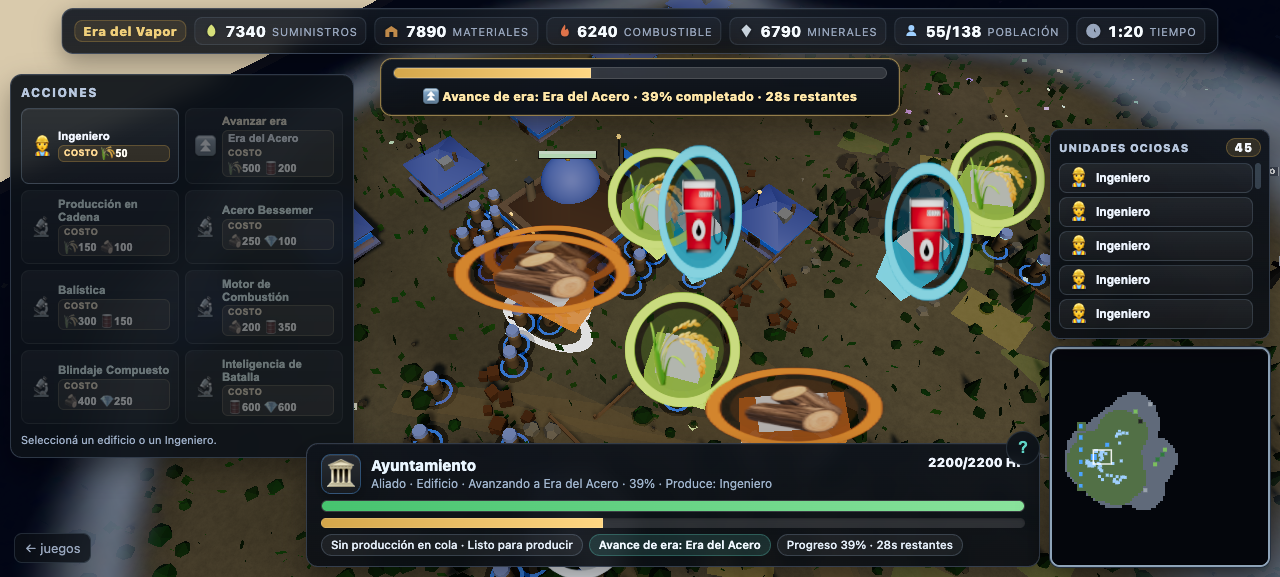 Era del Vapor
7340 SUMINISTROS
7890 MATERIALES
6240 COMBUSTIBLE
6790 MINERALES
55/138 POBLACIÓN
1:20 TIEMPO
Avance de era: Era del Acero · 39% completado · 28s restantes
ACCIONES
Ingeniero
COSTO 50
Avanzar era
Era del Acero
COSTO
500 200
Producción en
Cadena
COSTO
150 100
Acero Bessemer
COSTO
250 100
Balística
COSTO
300 150
Motor de
Combustión
COSTO
200 350
Blindaje Compuesto
COSTO
400 250
Inteligencia de
Batalla
COSTO
600 600
Seleccioná un edificio o un Ingeniero.
UNIDADES OCIOSAS 45
Ingeniero
Ingeniero
Ingeniero
Ingeniero
Ingeniero
?
Ayuntamiento
2200/2200
Aliado · Edificio · Avanzando a Era del Acero · 39% · Produce: Ingeniero
Sin producción en cola · Listo para producir
Avance de era: Era del Acero
Progreso 39% · 28s restantes
← juegos